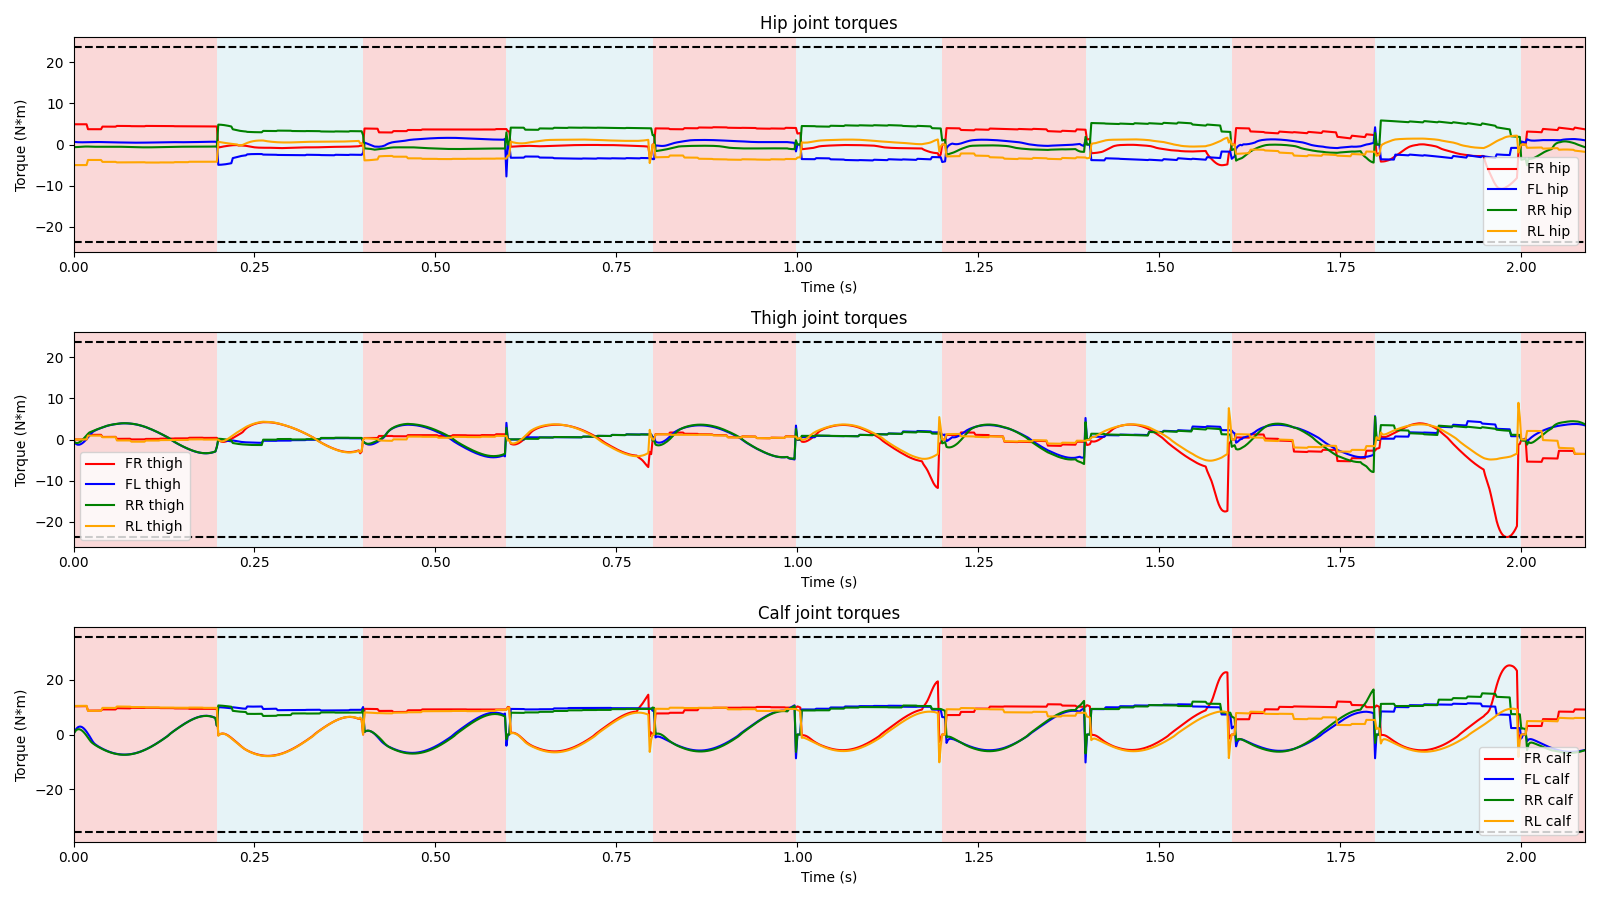 Hip joint torques
Torque (N*m)
20
10
0
−10
−20
FR hip
FL hip
RR hip
RL hip
0.00 0.25 0.50 0.75 1.00 1.25 1.50 1.75 2.00
Time (s)
Thigh joint torques
Torque (N*m)
20
10
0
−10
−20
FR thigh
FL thigh
RR thigh
RL thigh
0.00 0.25 0.50 0.75 1.00 1.25 1.50 1.75 2.00
Time (s)
Calf joint torques
Torque (N*m)
20
0
−20
FR calf
FL calf
RR calf
RL calf
0.00 0.25 0.50 0.75 1.00 1.25 1.50 1.75 2.00
Time (s)